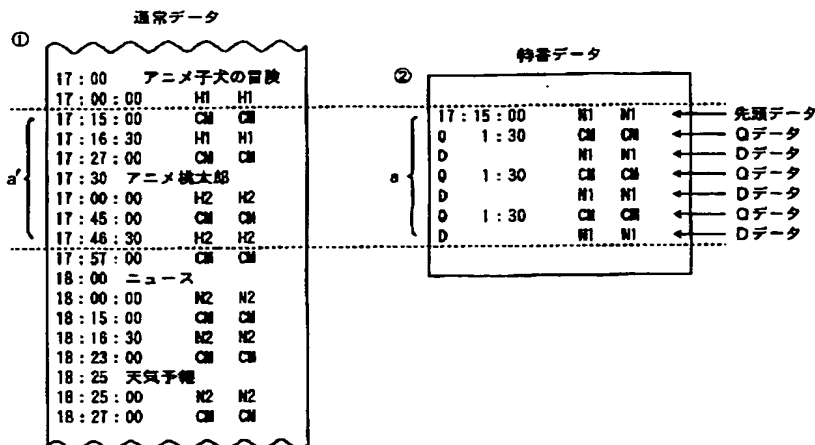 通常データ
①
17:00 アニメ子犬の冒険
17:00:00 H1 H1
17:15:00 CM CM
17:16:30 H1 H1
17:27:00 CM CM
17:30 アニメ桃太郎
17:00:00 H2 H2
17:45:00 CM CM
17:46:30 H2 H2
17:57:00 CM CM
18:00 ニュース
18:00:00 N2 N2
18:15:00 CM CM
18:16:30 N2 N2
18:23:00 CM CM
18:25 天気予報
18:25:00 N2 N2
18:27:00 CM CM
a'
特番データ
②
17:15:00 N1 N1 先頭データ
Q 1:30 CM CM Qデータ
D N1 N1 Dデータ
Q 1:30 CM CM Qデータ
D N1 N1 Dデータ
Q 1:30 CM CM Qデータ
D N1 N1 Dデータ
a